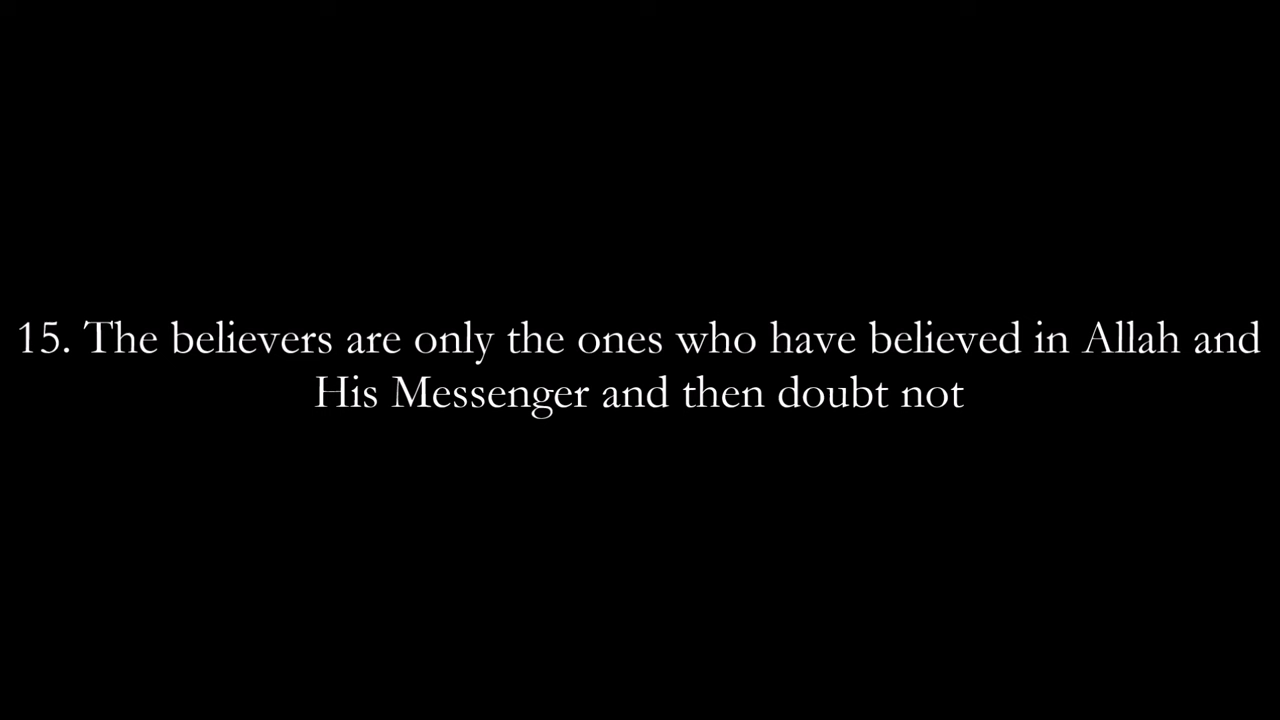 15. The believers are only the ones who have believed in Allah and
His Messenger and then doubt not